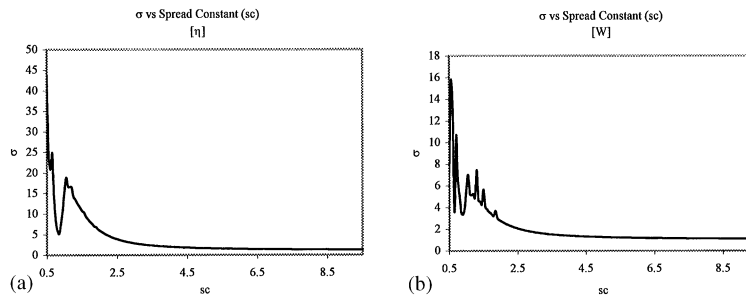 σ vs Spread Constant (sc)
[η]
50
45
40
35
30
25
20
15
10
5
0
σ
0.5 2.5 4.5 6.5 8.5
sc
(a)
σ vs Spread Constant (sc)
[W]
18
16
14
12
10
8
6
4
2
0
σ
0.5 2.5 4.5 6.5 8.5
sc
(b)